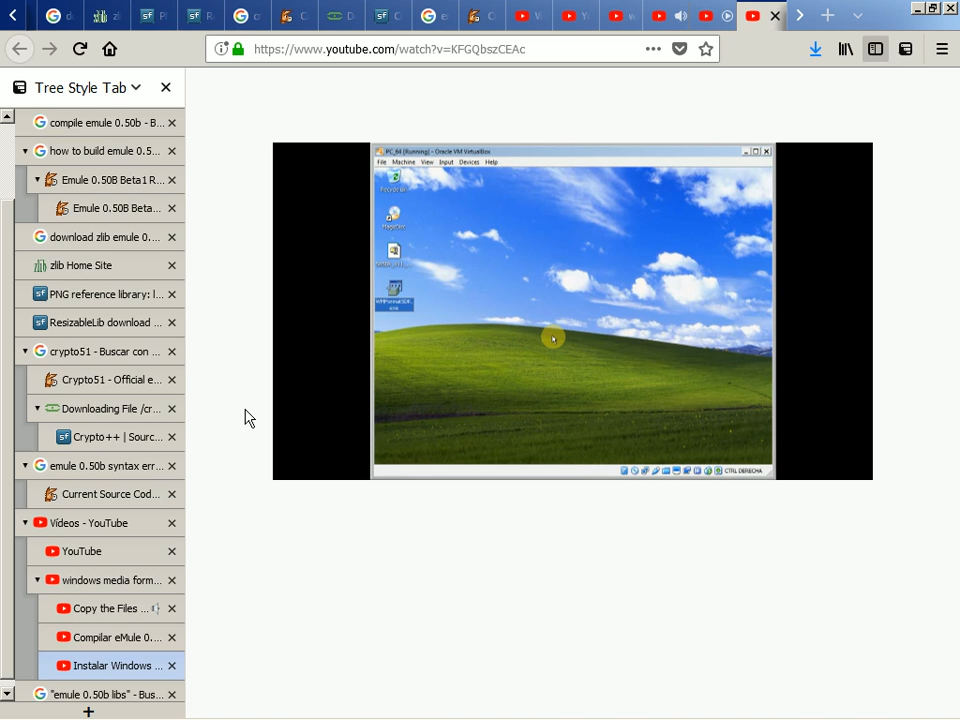 https://www.youtube.com/watch?v=KFGQbszCEAc
Tree Style Tab
compile emule 0.50b - B...
how to build emule 0.5...
Emule 0.50B Beta1 R...
Emule 0.50B Beta...
download zlib emule 0....
zlib Home Site
PNG reference library: l...
ResizableLib download ...
crypto51 - Buscar con ...
Crypto51 - Official e...
Downloading File /cr...
Crypto++ | Sourc...
emule 0.50b syntax err...
Current Source Cod...
Vídeos - YouTube
YouTube
windows media form...
Copy the Files ...
Compilar eMule 0....
Instalar Windows ...
"emule 0.50b libs" - Bus...
PC_64 [Running] - Oracle VM VirtualBox
File Machine View Input Devices Help
CTRL DERECHA